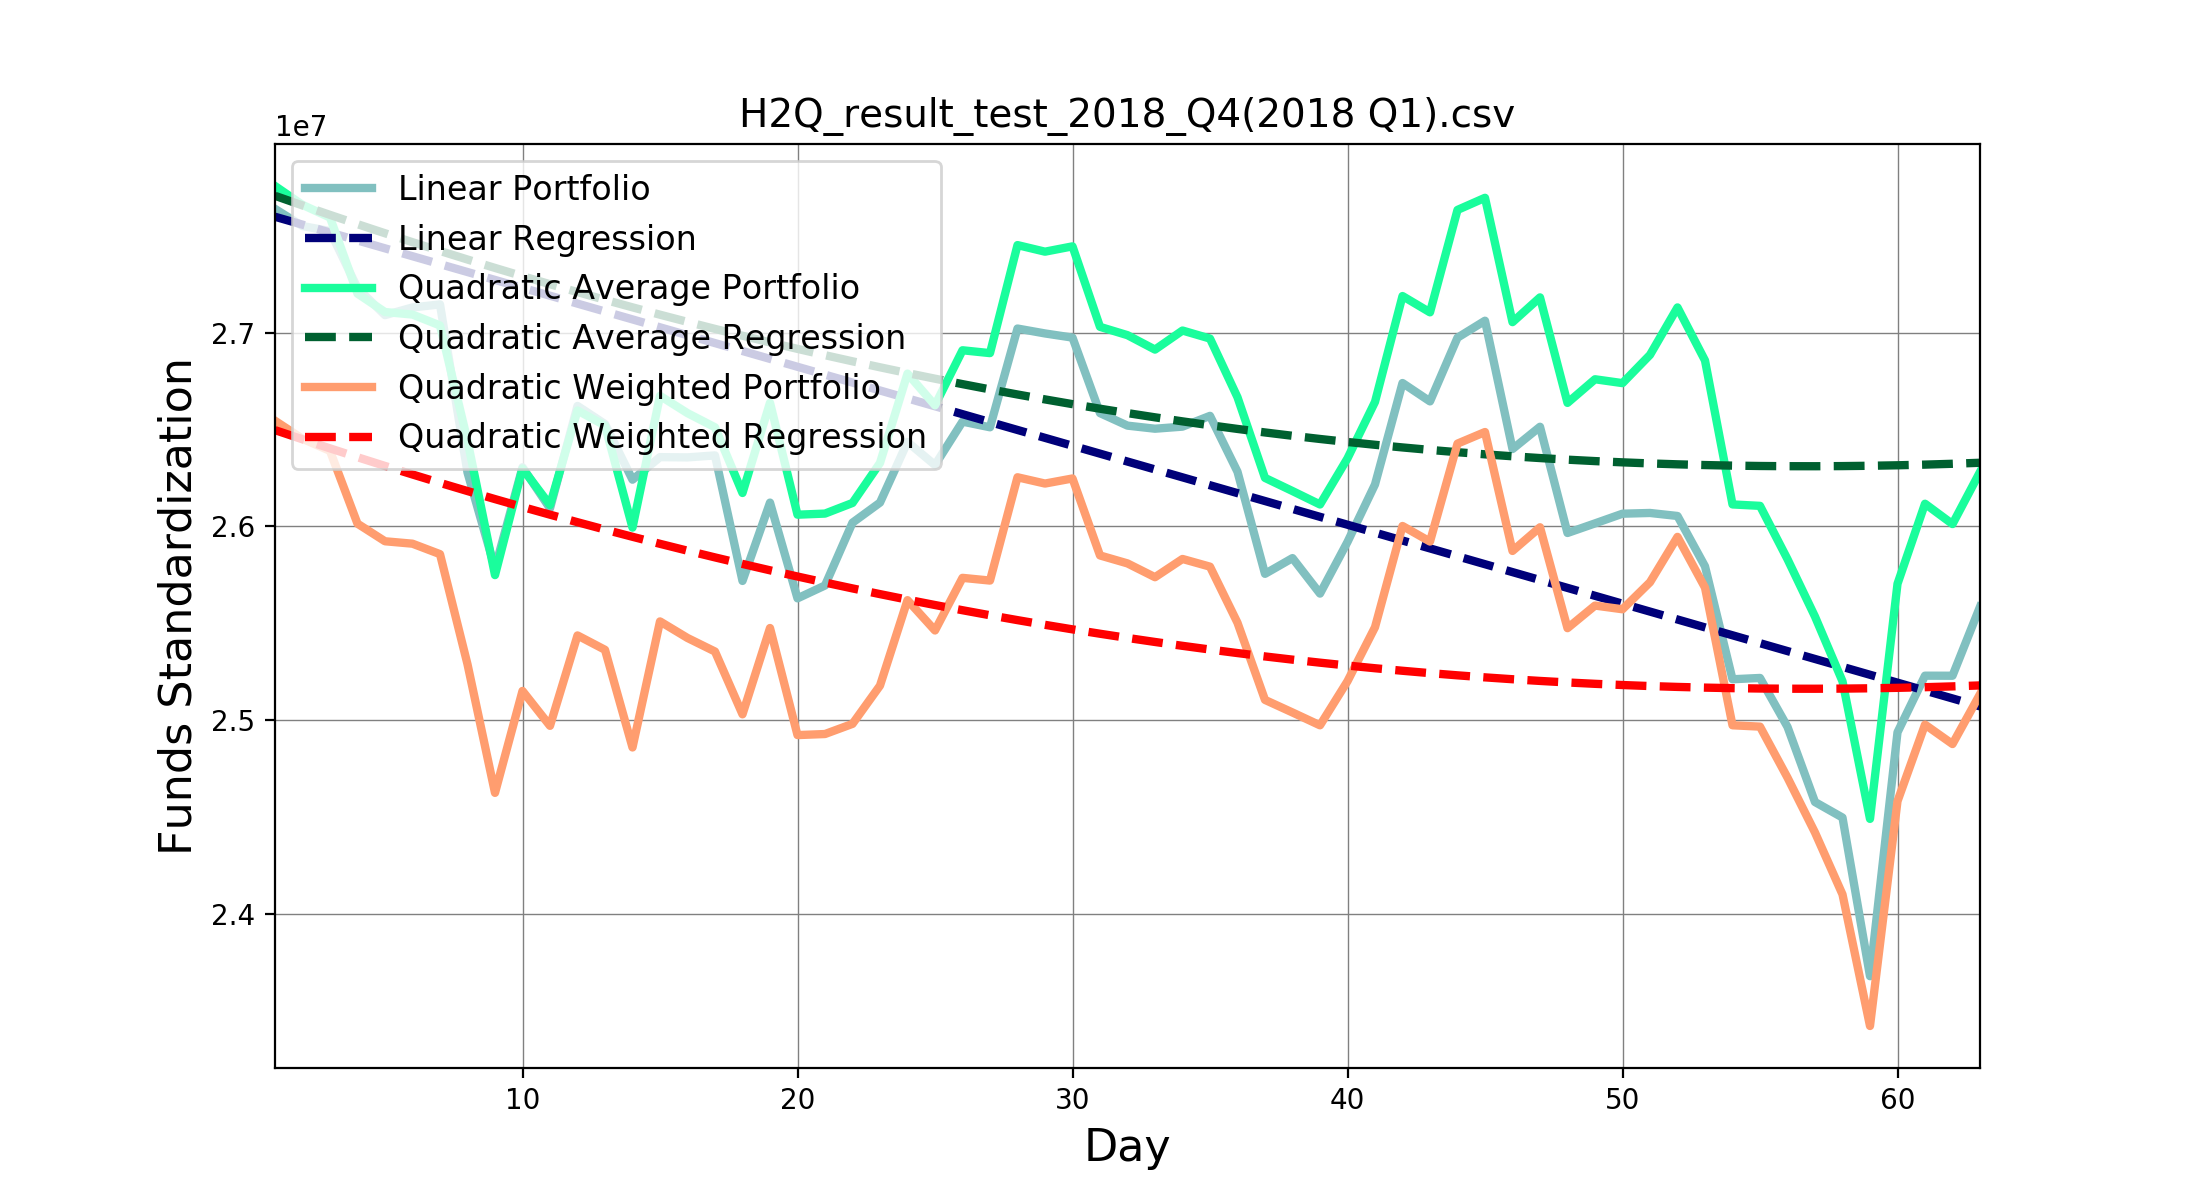 H2Q_result_test_2018_Q4(2018 Q1).csv
1e7
Linear Portfolio
Linear Regression
Quadratic Average Portfolio
Quadratic Average Regression
Quadratic Weighted Portfolio
Quadratic Weighted Regression
Funds Standardization
2.7
2.6
2.5
2.4
10 20 30 40 50 60
Day